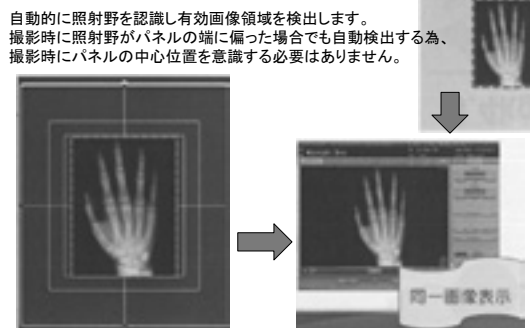 自動的に照射野を認識し有効画像領域を検出します。
撮影時に照射野がパネルの端に偏った場合でも自動検出する為、
撮影時にパネルの中心位置を意識する必要はありません。
同一画像表示